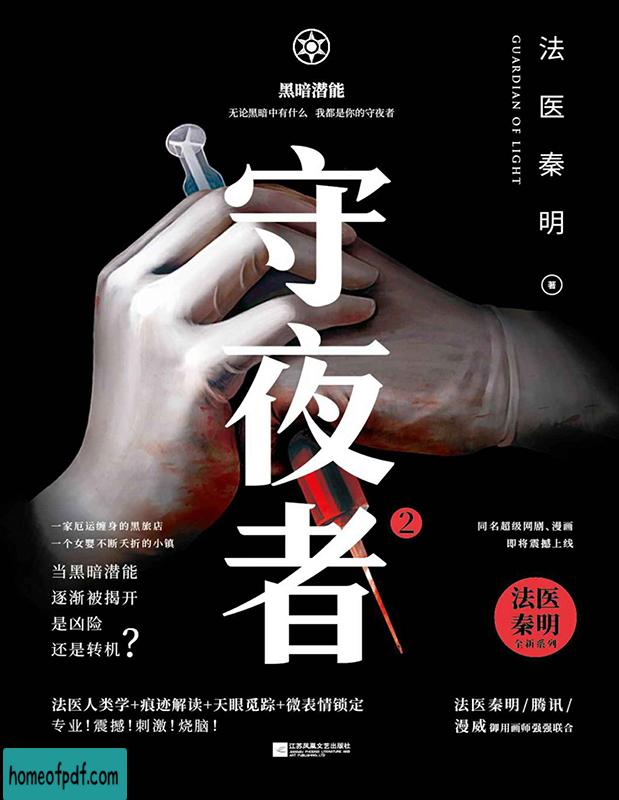 黑暗潜能
无论黑暗中有什么 我都是你的守夜者
法医秦明
著
GUARDIAN OF LIGHT
守夜者
2
一家厄运缠身的黑旅店
一个女婴不断夭折的小镇
当黑暗潜能
逐渐被揭开
是凶险
还是转机?
同名超级网剧、漫画
即将震撼上线
法医
秦明
全新系列
法医人类学+痕迹解读+天眼觅踪+微表情锁定
专业!震撼!刺激!烧脑!
法医秦明/腾讯/
漫威 御用画师强强联合
江苏凤凰文艺出版社
JIANGSU PHOENIX LITERATURE AND
ART PUBLISHING, LTD
homeofpdf.com